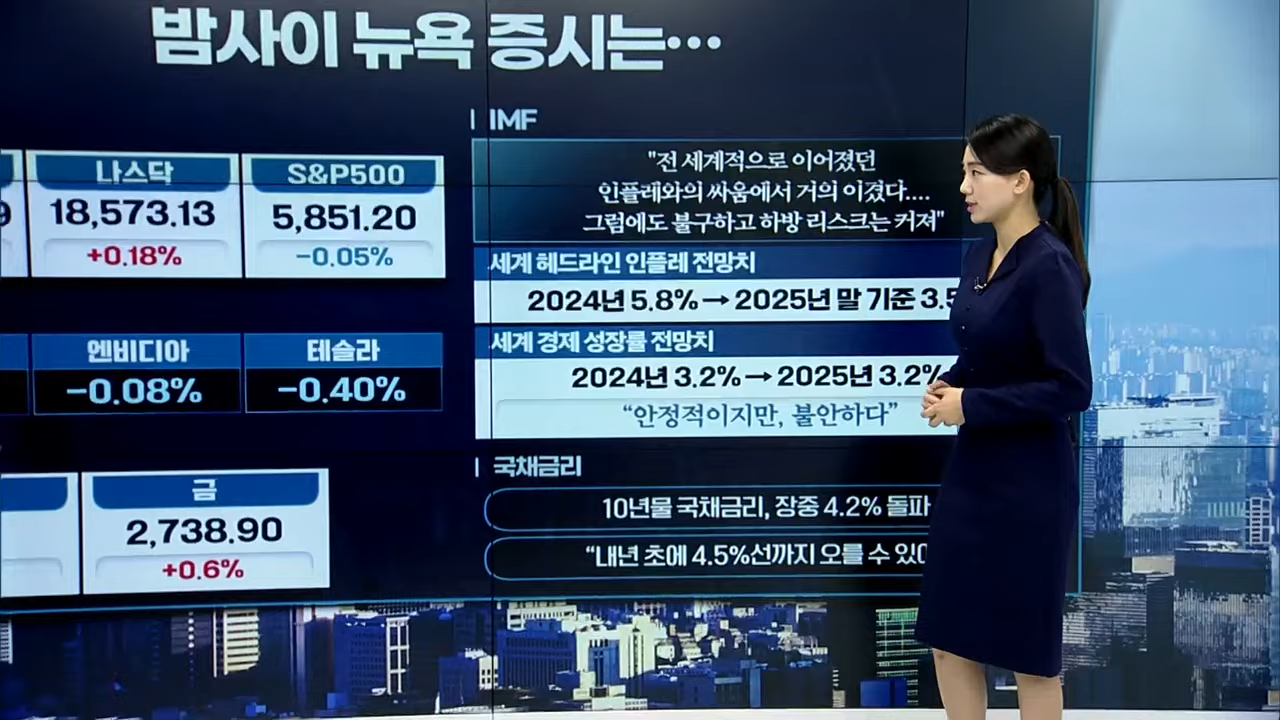 밤사이 뉴욕 증시는…
9
나스닥
18,573.13
+0.18%
S&P500
5,851.20
-0.05%
엔비디아
-0.08%
테슬라
-0.40%
금
2,738.90
+0.6%
IMF
"전 세계적으로 이어졌던
인플레와의 싸움에서 거의 이겼다....
그럼에도 불구하고 하방 리스크는 커져"
세계 헤드라인 인플레 전망치
2024년 5.8% → 2025년 말 기준 3.5
세계 경제 성장률 전망치
2024년 3.2% → 2025년 3.2%
“안정적이지만, 불안하다”
국채금리
10년물 국채금리, 장중 4.2% 돌파
“내년 초에 4.5%선까지 오를 수 있